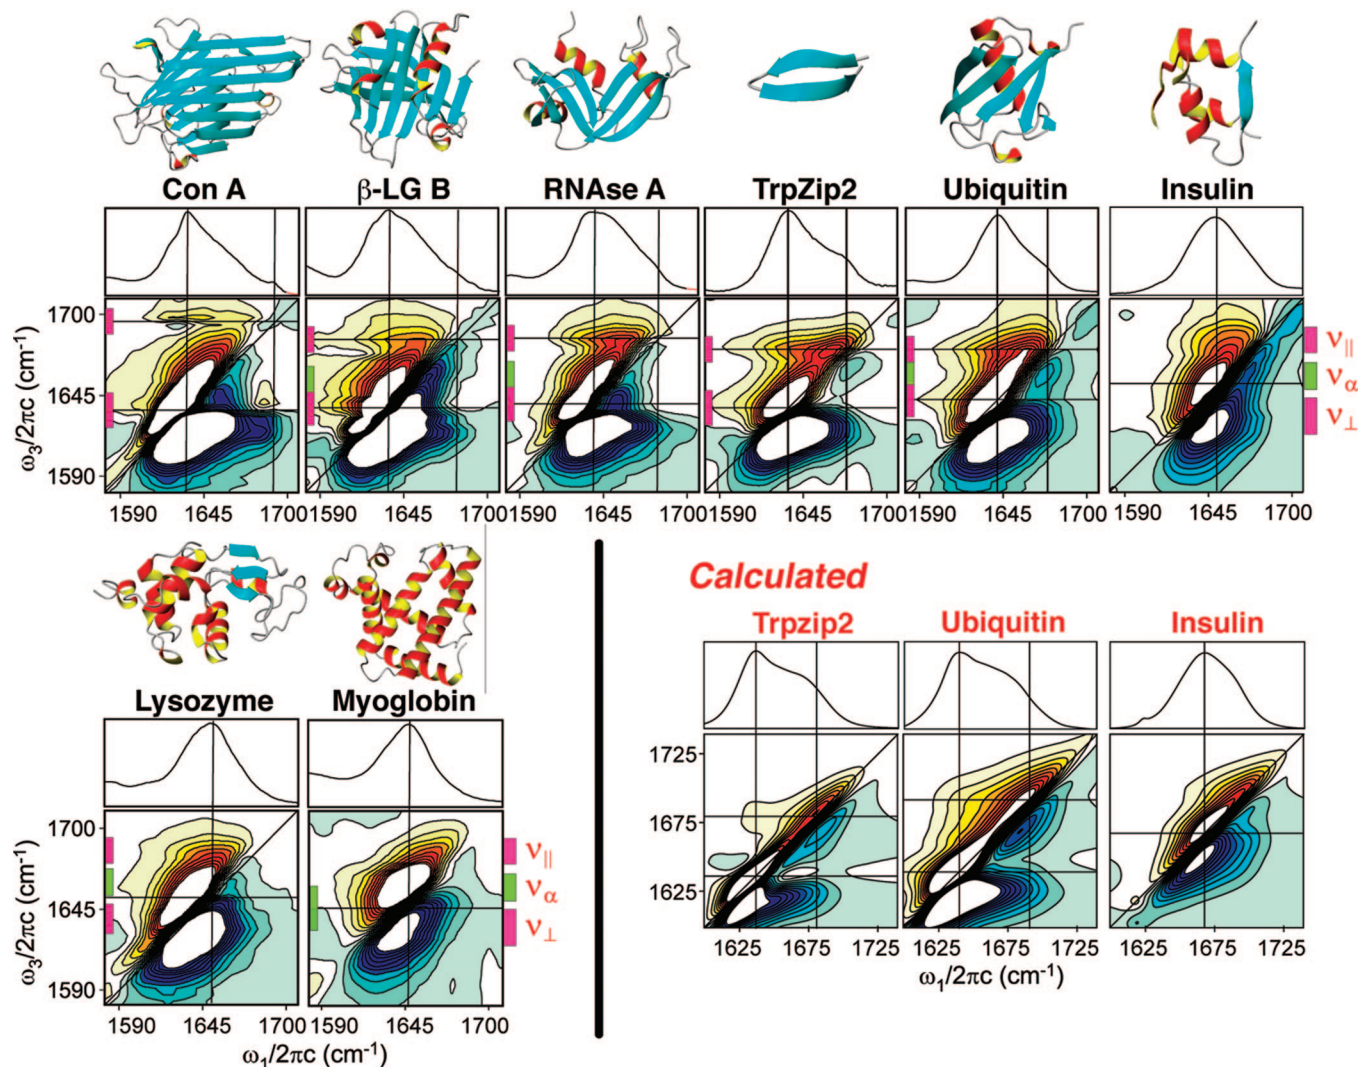 Con A β-LG B RNAse A TrpZip2 Ubiquitin Insulin
ω3/2πc (cm-1)
1700
1645
1590
ν||
να
ν⊥
1590 1645 1700 1590 1645 1700 1590 1645 1700 1590 1645 1700 1590 1645 1700 1590 1645 1700
Calculated
Trpzip2 Ubiquitin Insulin
Lysozyme Myoglobin
ω3/2πc (cm-1)
1700
1645
1590
ν||
να
ν⊥
1590 1645 1700 1590 1645 1700
ω1/2πc (cm-1)
1725
1675
1625
1625 1675 1725 1625 1675 1725 1625 1675 1725
ω1/2πc (cm-1)